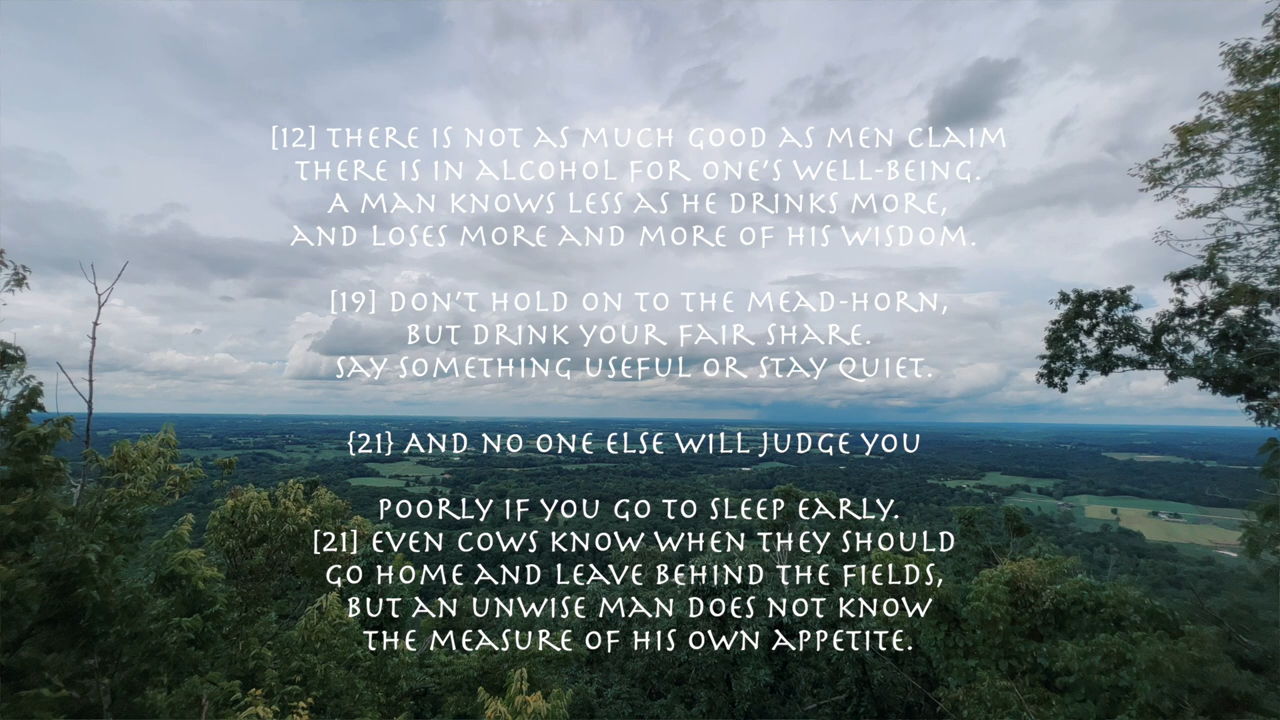 [12] THERE IS NOT AS MUCH GOOD AS MEN CLAIM
THERE IS IN ALCOHOL FOR ONE'S WELL-BEING.
A MAN KNOWS LESS AS HE DRINKS MORE,
AND LOSES MORE AND MORE OF HIS WISDOM.
[19] DON'T HOLD ON TO THE MEAD-HORN,
BUT DRINK YOUR FAIR SHARE.
SAY SOMETHING USEFUL OR STAY QUIET.
{21} AND NO ONE ELSE WILL JUDGE YOU
POORLY IF YOU GO TO SLEEP EARLY.
[21] EVEN COWS KNOW WHEN THEY SHOULD
GO HOME AND LEAVE BEHIND THE FIELDS,
BUT AN UNWISE MAN DOES NOT KNOW
THE MEASURE OF HIS OWN APPETITE.